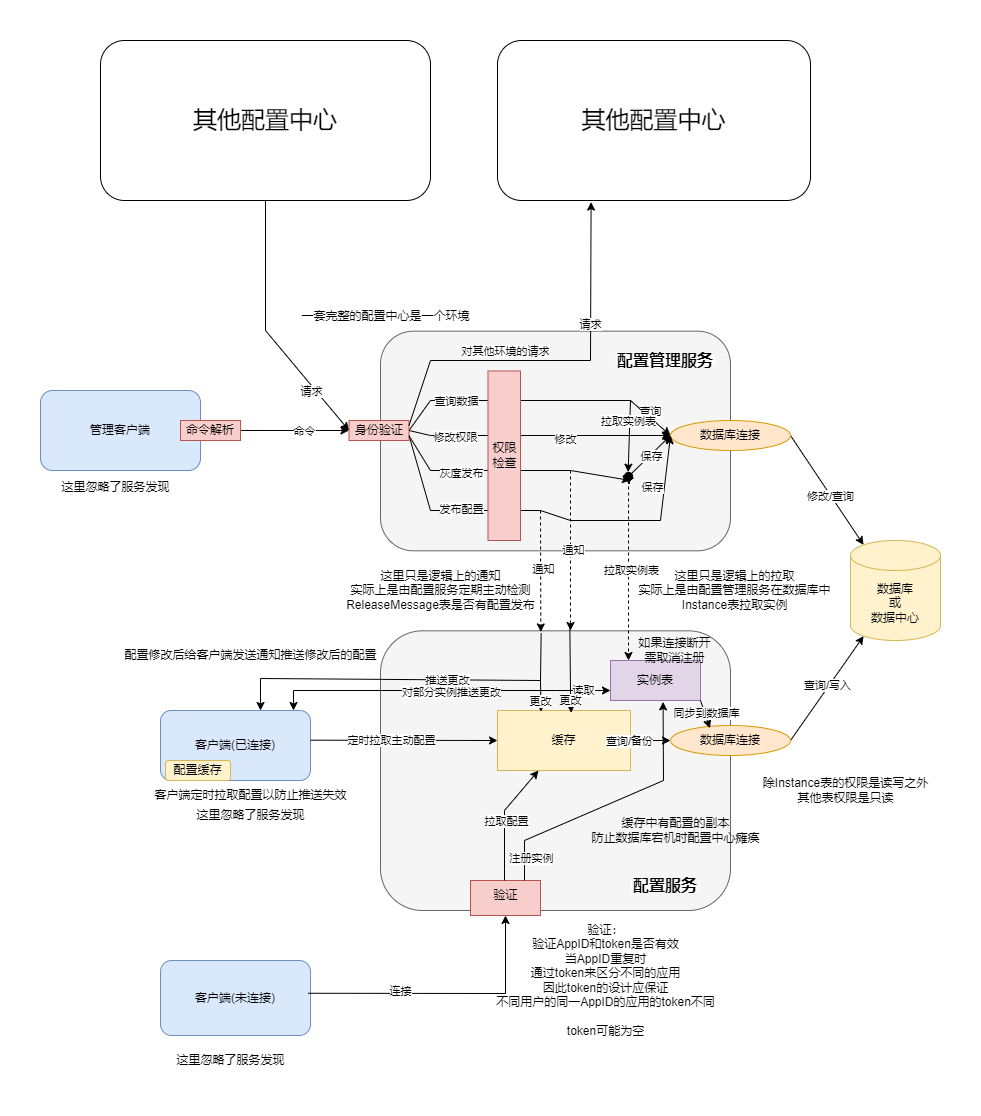 其他配置中心
其他配置中心
一套完整的配置中心是一个环境
请求
对其他环境的请求
配置管理服务
请求
查询数据
查询
拉取实例表
管理客户端
命令解析
命令
身份验证
修改权限
权限
检查
修改
数据库连接
保存
灰度发布
保存
这里忽略了服务发现
发布配置
修改/查询
通知
通知
拉取实例表
这里只是逻辑上的通知
实际上是由配置服务定期主动检测
ReleaseMessage表是否有配置发布
这里只是逻辑上的拉取
实际上是由配置管理服务在数据库中
Instance表拉取实例
数据库
或
数据中心
配置修改后给客户端发送通知推送修改后的配置
如果连接断开
需取消注册
推送更改
对部分实例推送更改
读取
实例表
查询/写入
更改
更改
同步到数据库
客户端(已连接)
配置缓存
定时拉取主动配置
缓存
查询/备份
数据库连接
客户端定时拉取配置以防止推送失效
这里忽略了服务发现
除Instance表的权限是读写之外
其他表权限是只读
拉取配置
缓存中有配置的副本
防止数据库宕机时配置中心瘫痪
注册实例
配置服务
验证
验证：
验证AppID和token是否有效
当AppID重复时
通过token来区分不同的应用
因此token的设计应保证
不同用户的同一AppID的应用的token不同
token可能为空
客户端(未连接)
连接
这里忽略了服务发现